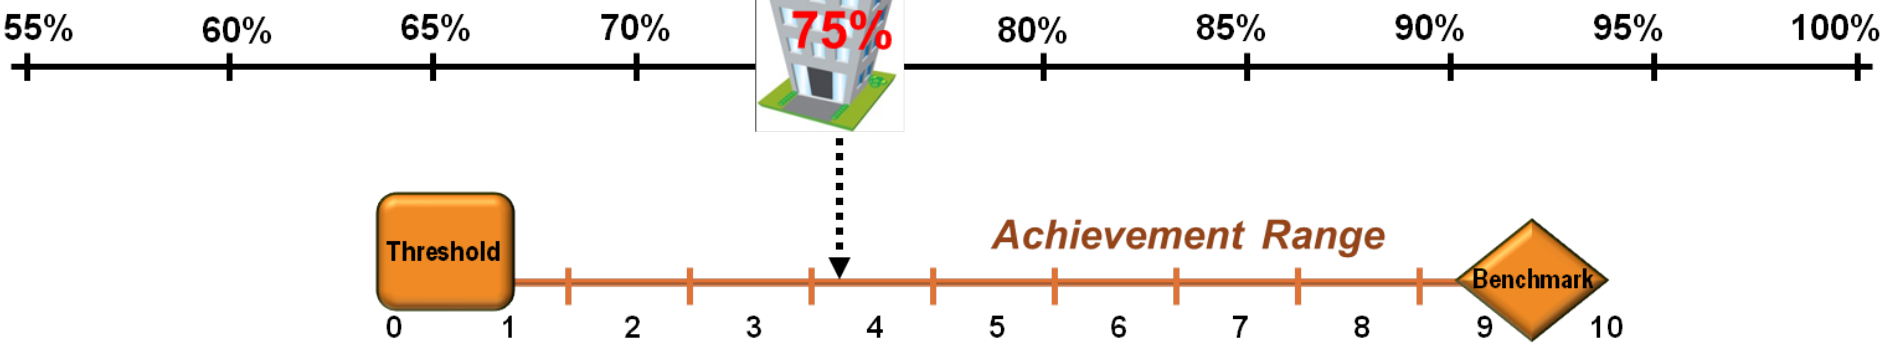 55% 60% 65% 70% 75% 80% 85% 90% 95% 100%
Achievement Range
Threshold
Benchmark
0 1 2 3 4 5 6 7 8 9 10